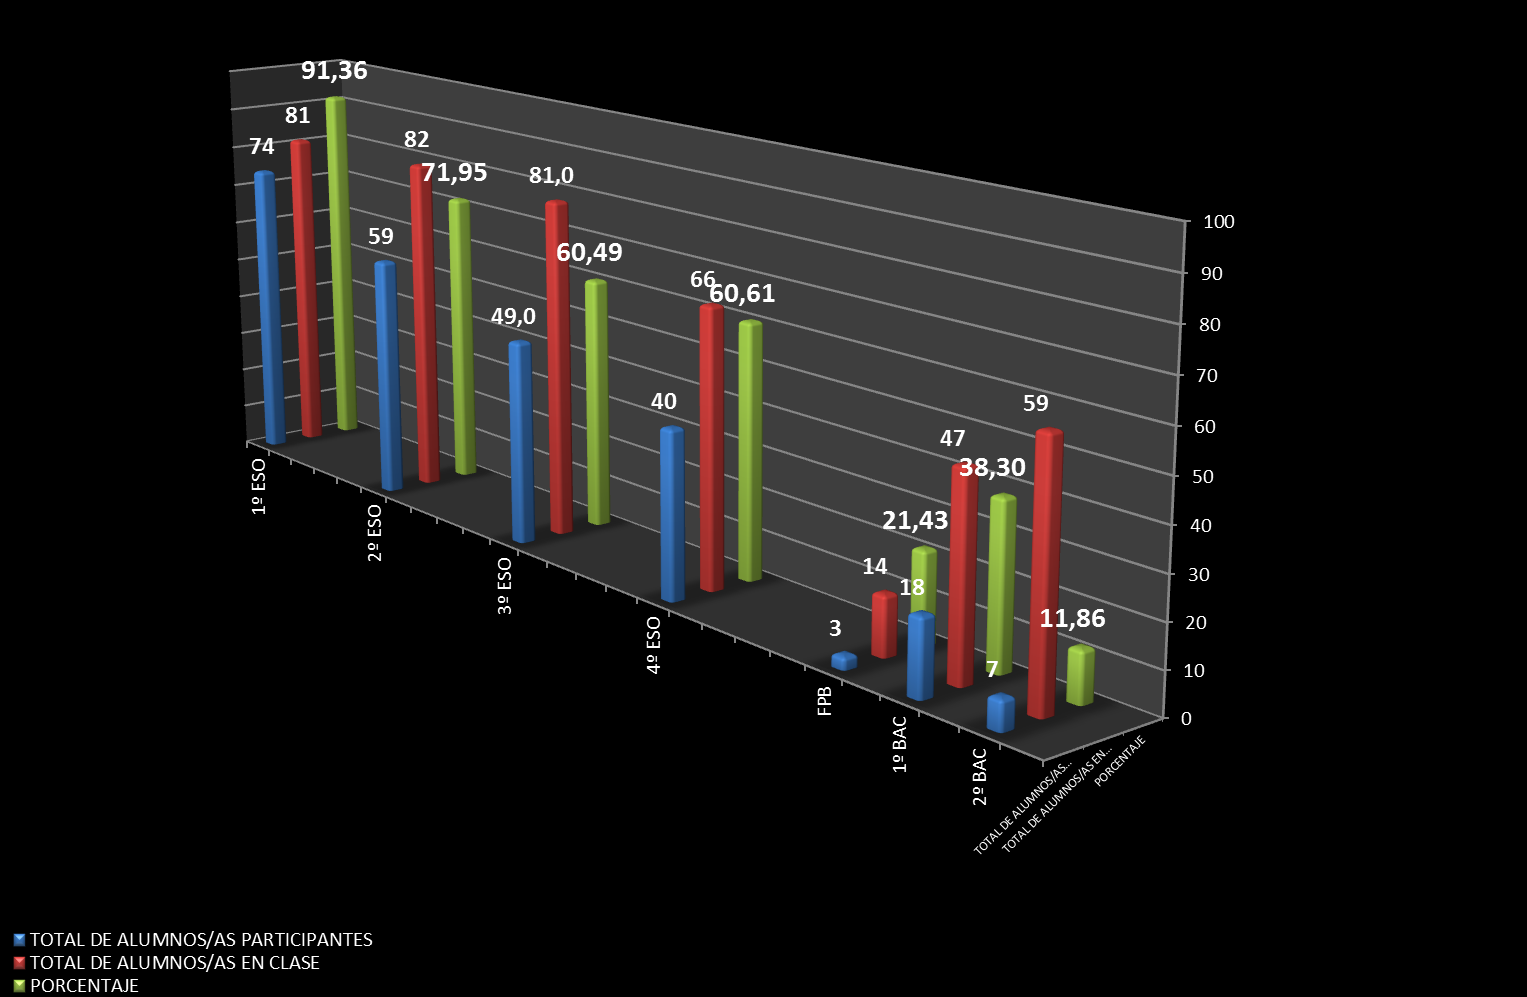 91,36
81
74
82
71,95
59
81,0
60,49
49,0
66
60,61
40
59
47
38,30
21,43
14
18
3
11,86
7
100
90
80
70
60
50
40
30
20
10
0
1º ESO
2º ESO
3º ESO
4º ESO
FPB
1º BAC
2º BAC
TOTAL DE ALUMNOS/AS...
TOTAL DE ALUMNOS/AS EN...
PORCENTAJE
TOTAL DE ALUMNOS/AS PARTICIPANTES
TOTAL DE ALUMNOS/AS EN CLASE
PORCENTAJE